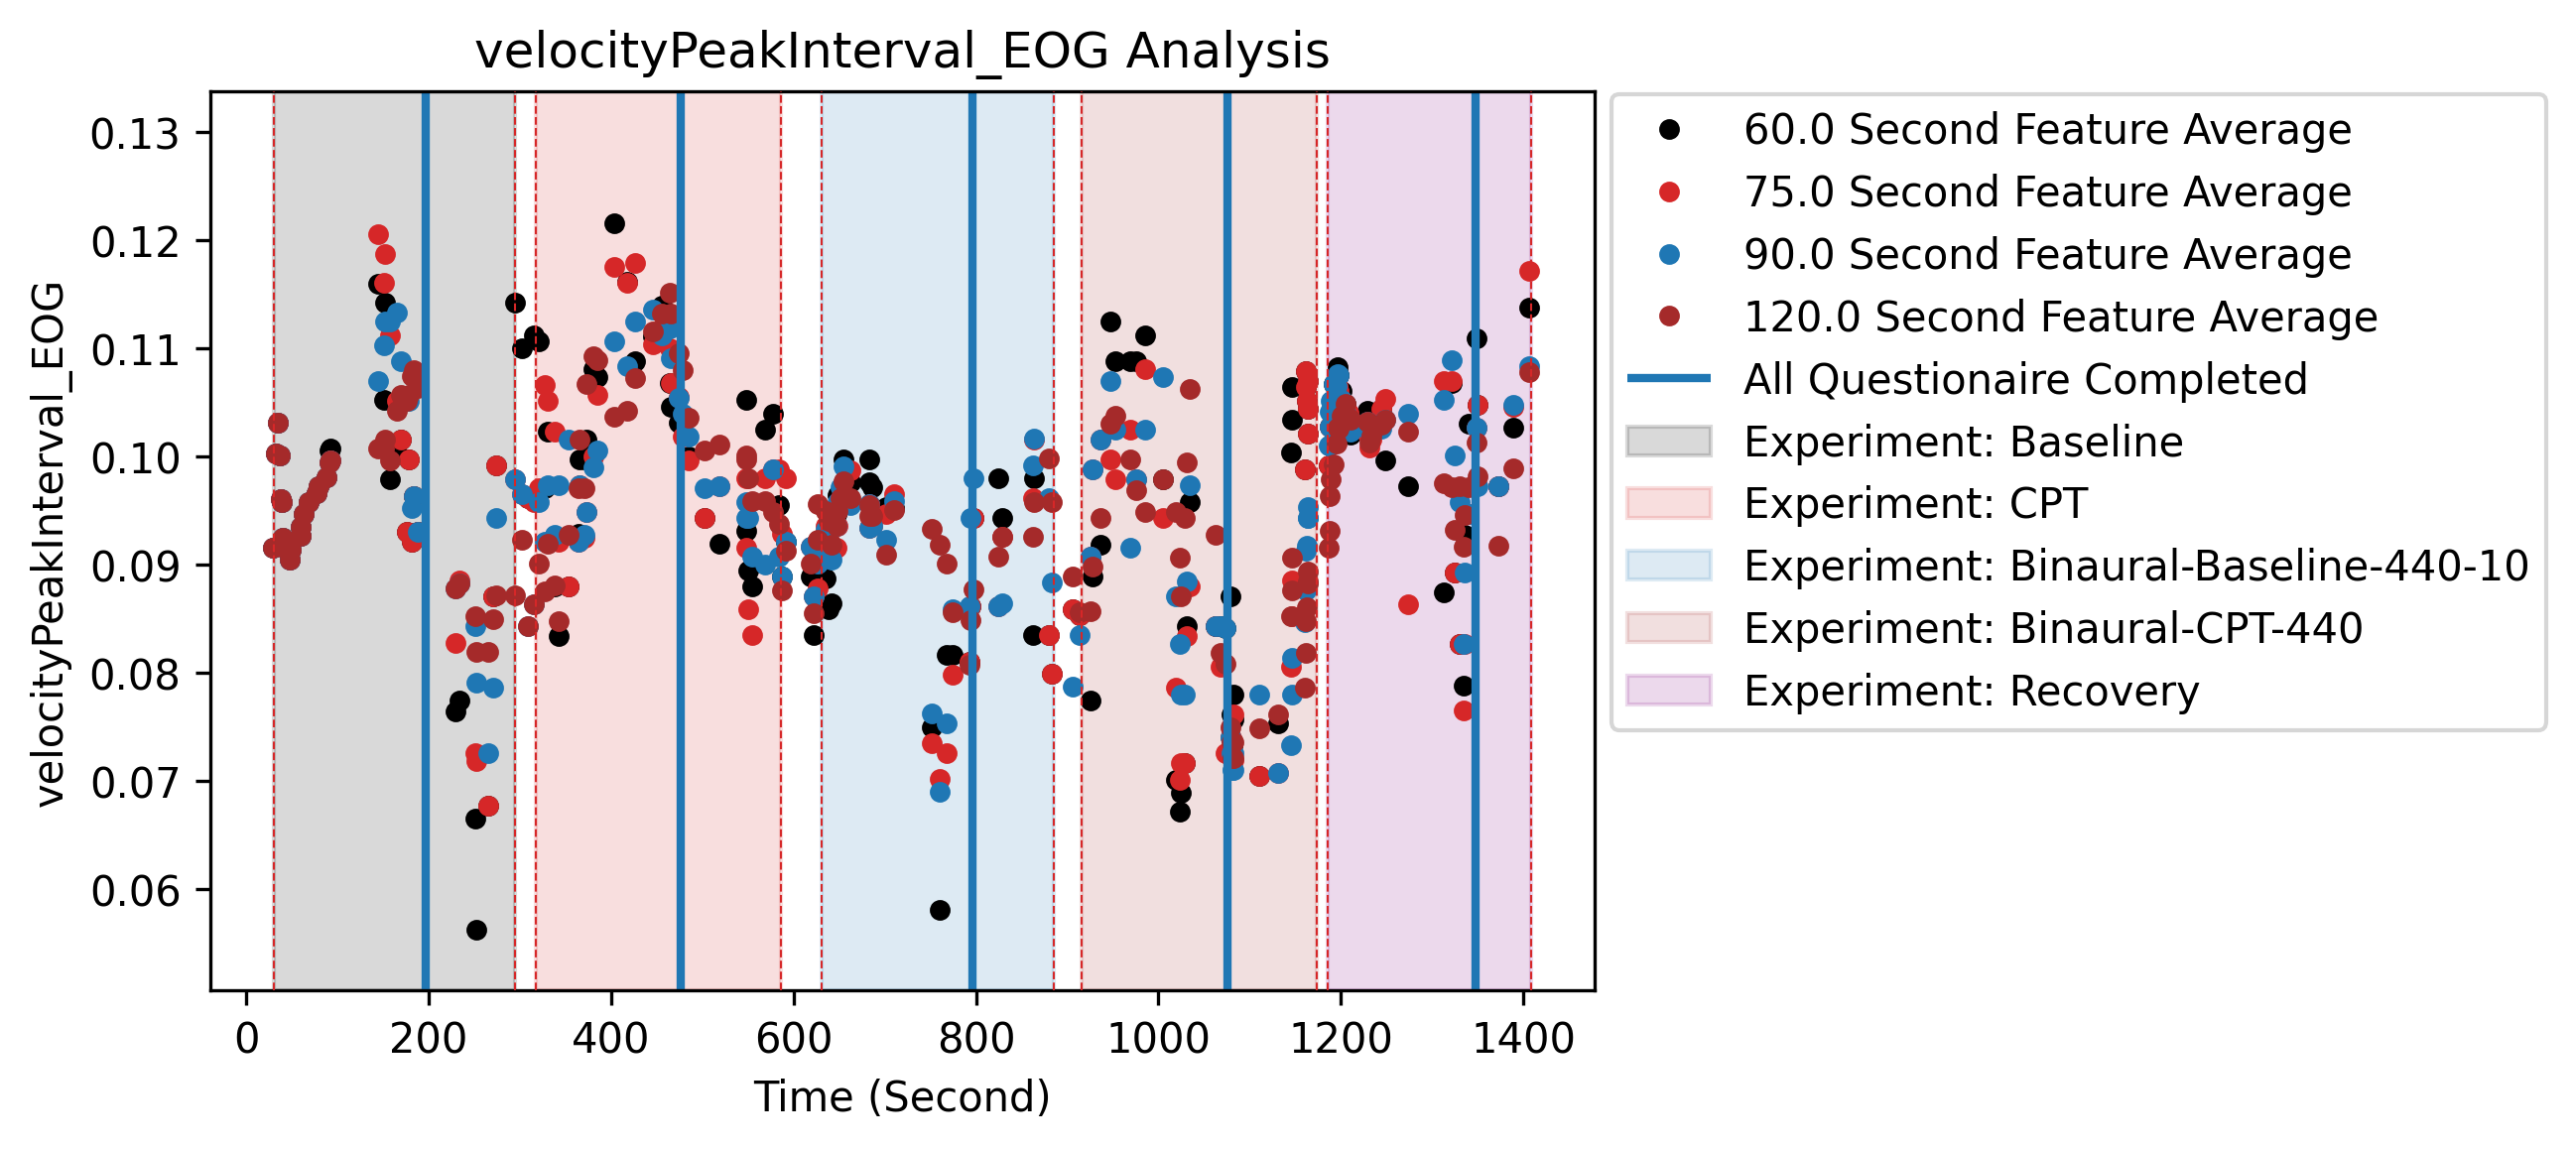 velocityPeakInterval_EOG Analysis
velocityPeakInterval_EOG
0.13
0.12
0.11
0.10
0.09
0.08
0.07
0.06
0
200
400
600
800
1000
1200
1400
Time (Second)
60.0 Second Feature Average
75.0 Second Feature Average
90.0 Second Feature Average
120.0 Second Feature Average
All Questionaire Completed
Experiment: Baseline
Experiment: CPT
Experiment: Binaural-Baseline-440-10
Experiment: Binaural-CPT-440
Experiment: Recovery